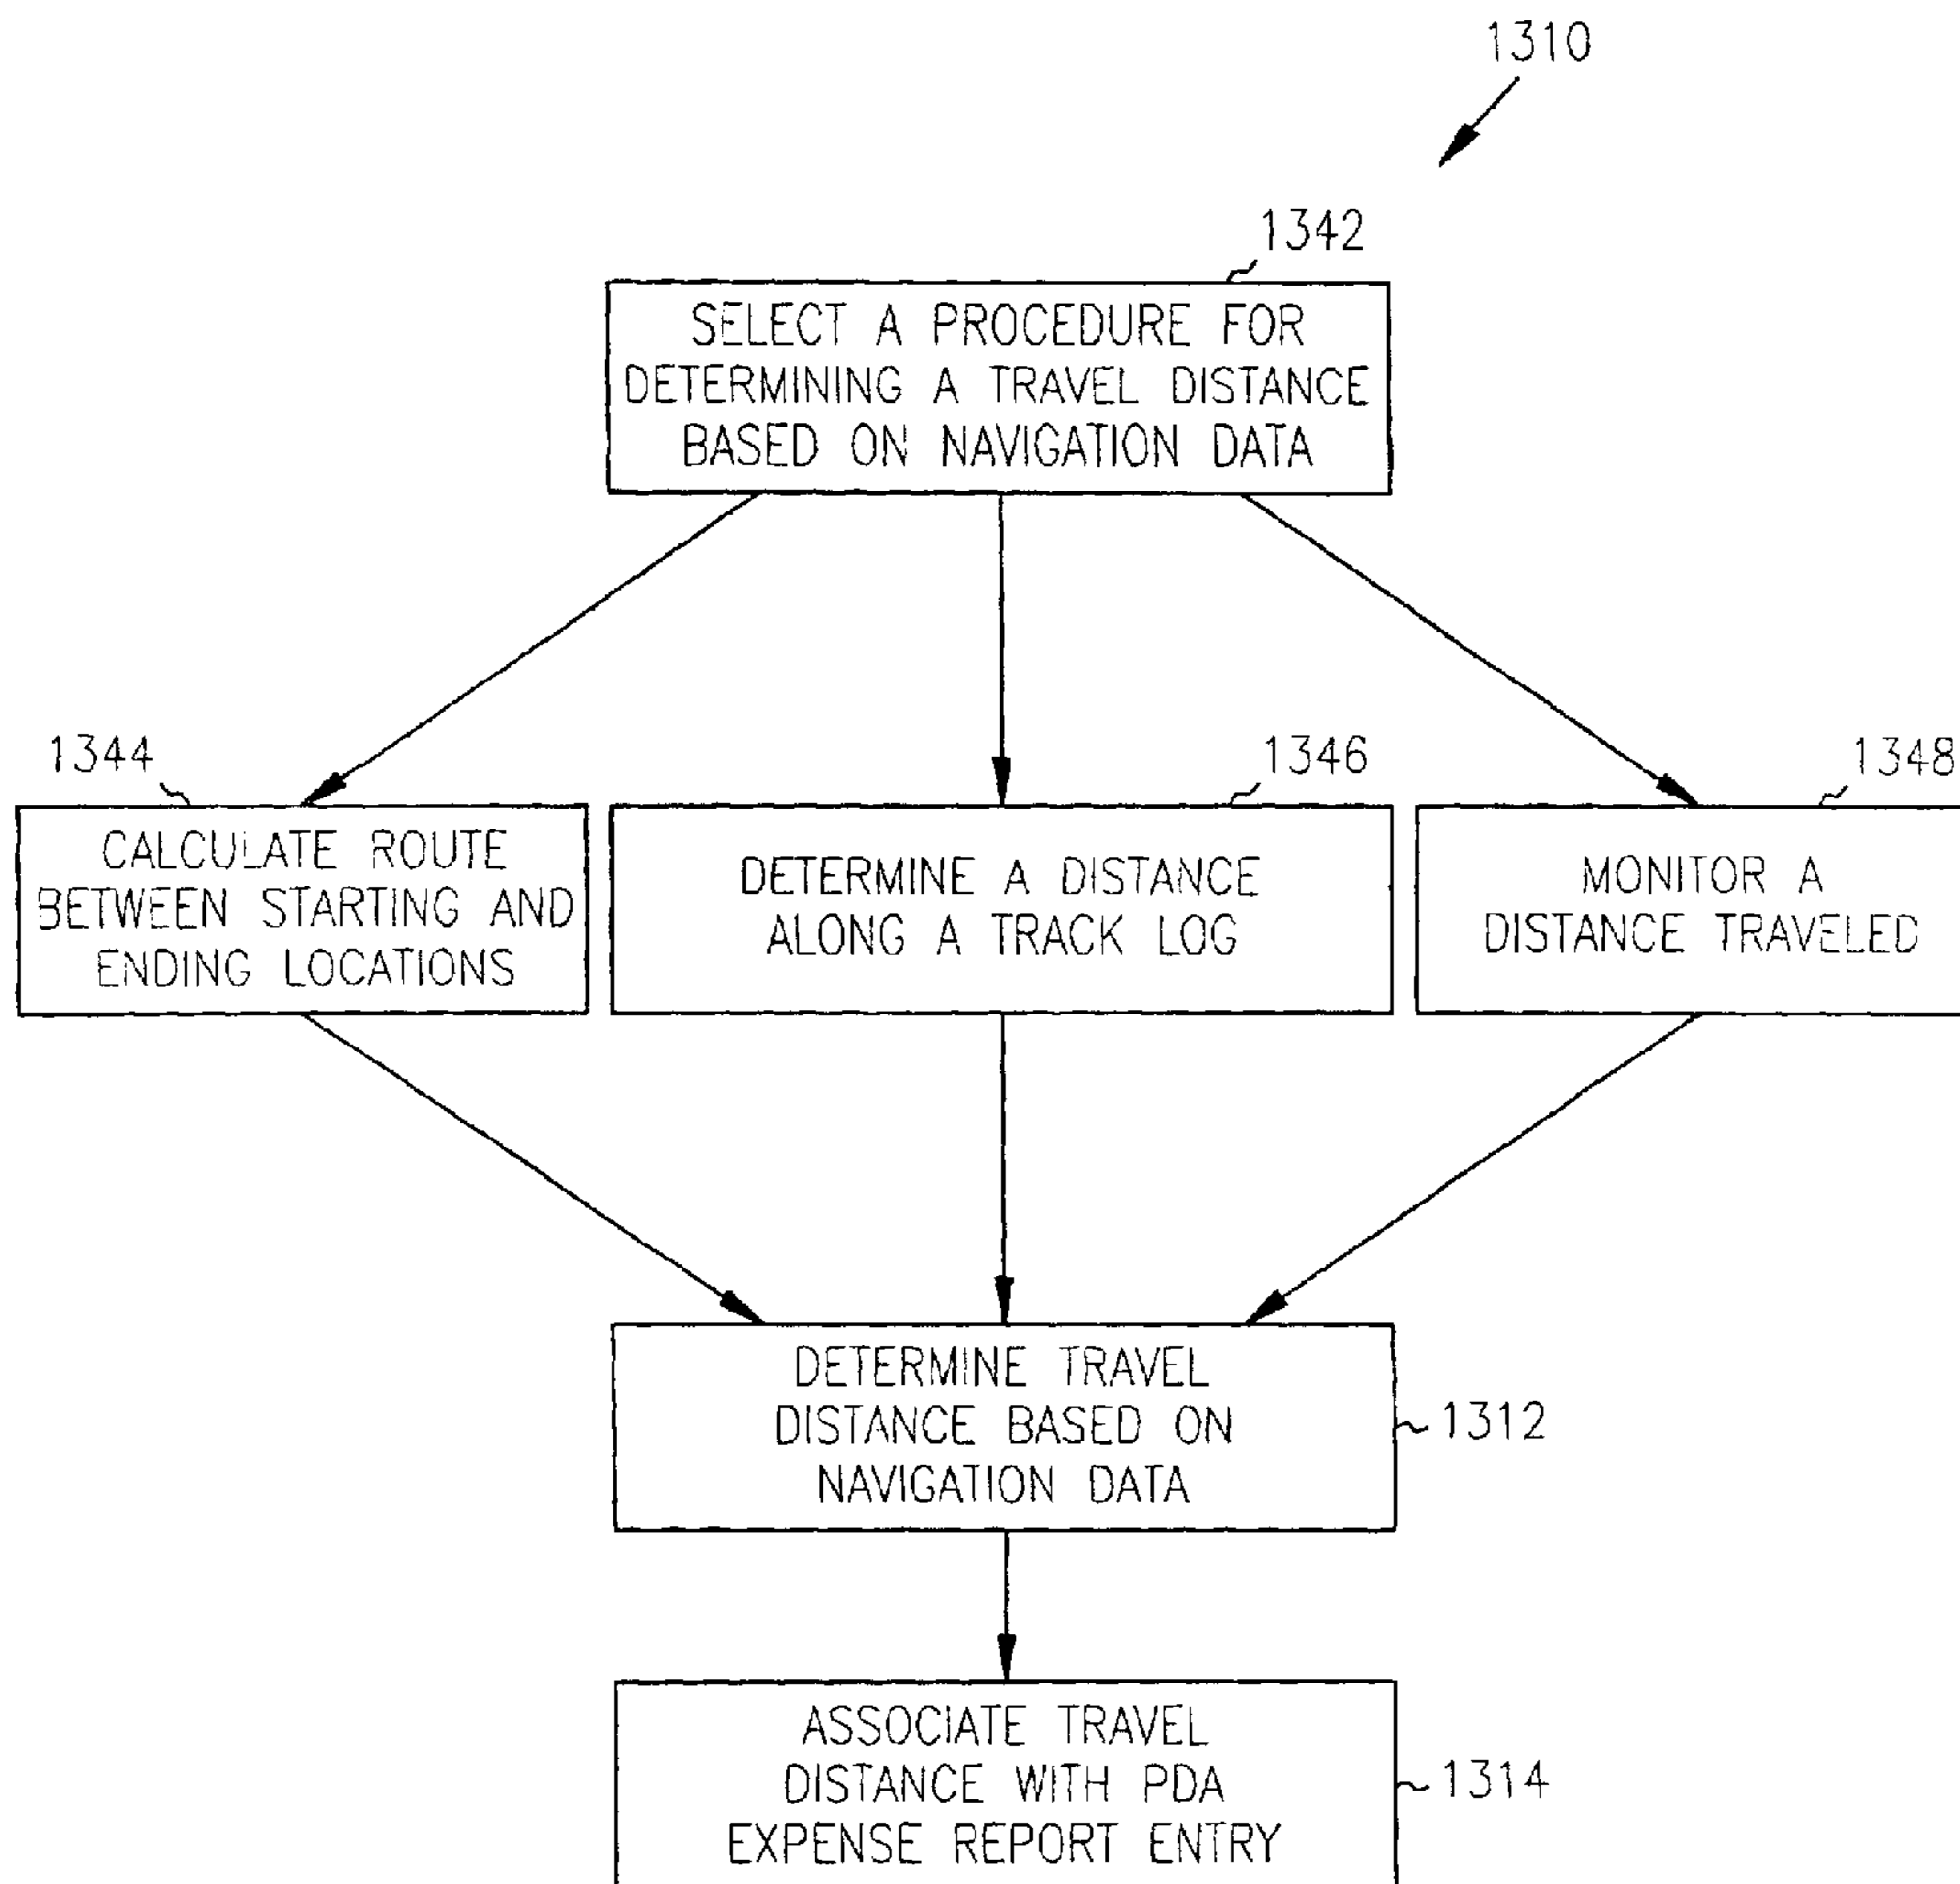 1310
1342
SELECT A PROCEDURE FOR
DETERMINING A TRAVEL DISTANCE
BASED ON NAVIGATION DATA
1344
CALCULATE ROUTE
BETWEEN STARTING AND
ENDING LOCATIONS
1346
DETERMINE A DISTANCE
ALONG A TRACK LOG
1348
MONITOR A
DISTANCE TRAVELED
DETERMINE TRAVEL
DISTANCE BASED ON
NAVIGATION DATA
1312
ASSOCIATE TRAVEL
DISTANCE WITH PDA
EXPENSE REPORT ENTRY
1314